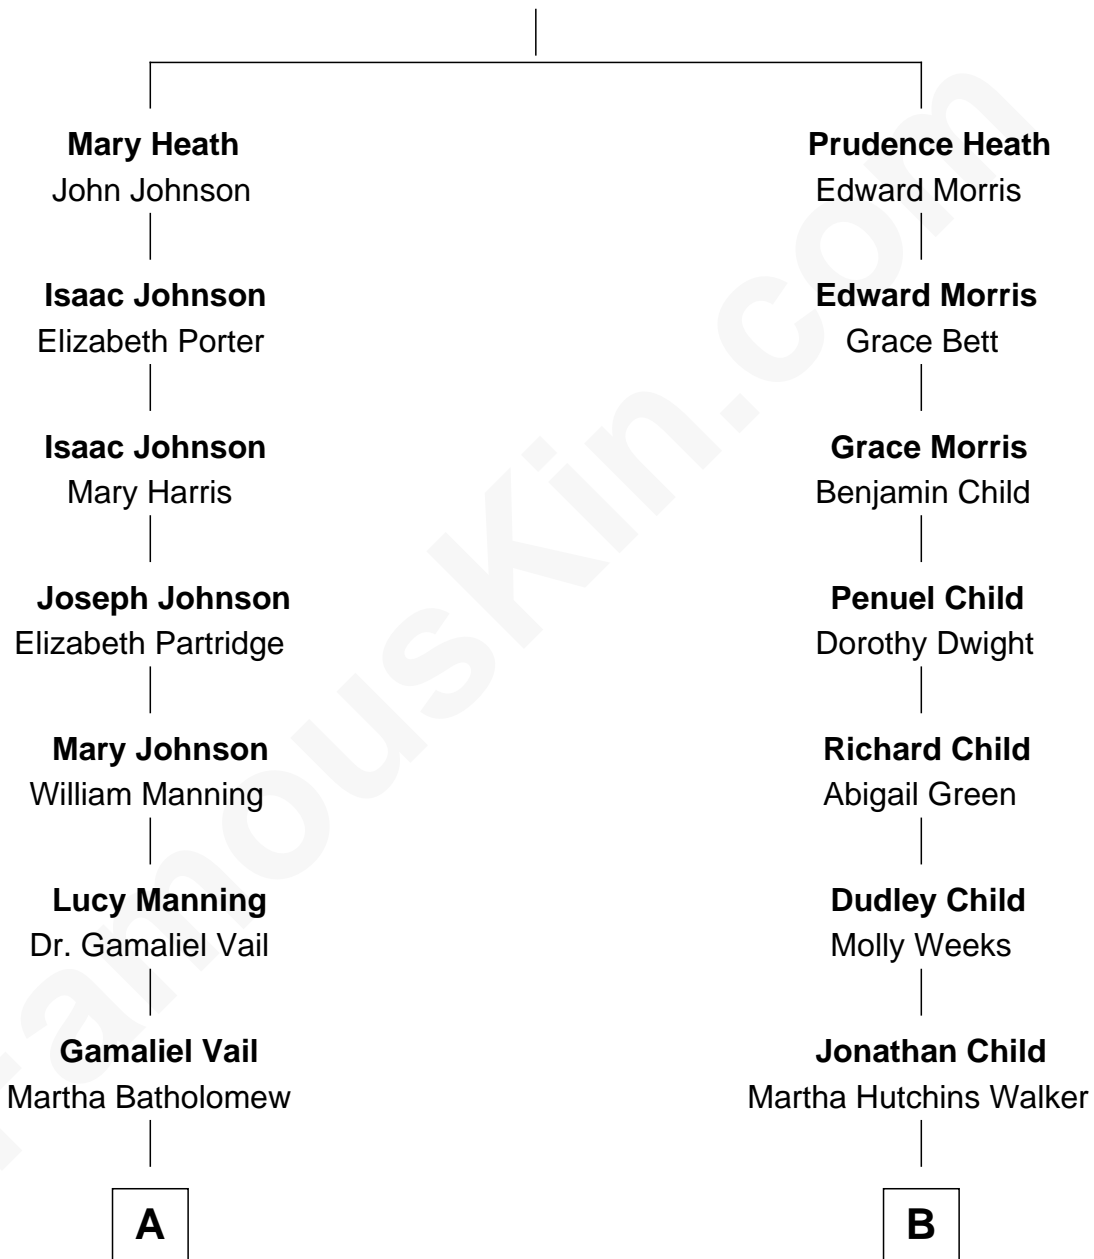 Mary Heath
John Johnson
Prudence Heath
Edward Morris
Isaac Johnson
Elizabeth Porter
Edward Morris
Grace Bett
Isaac Johnson
Mary Harris
Grace Morris
Benjamin Child
Joseph Johnson
Elizabeth Partridge
Penuel Child
Dorothy Dwight
Mary Johnson
William Manning
Richard Child
Abigail Green
Lucy Manning
Dr. Gamaliel Vail
Dudley Child
Molly Weeks
Gamaliel Vail
Martha Batholomew
Jonathan Child
Martha Hutchins Walker
A
B
FamousKin.com